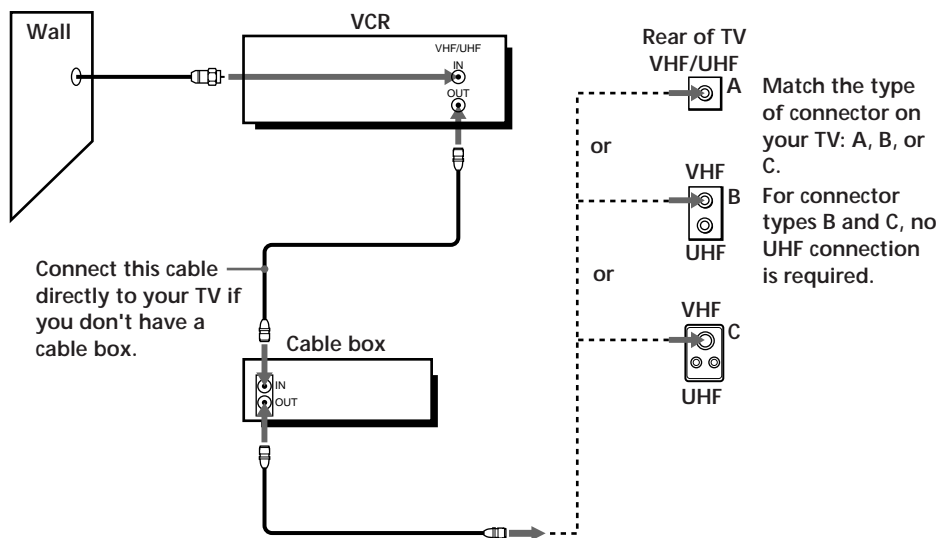 Wall
VCR
VHF/UHF
IN
OUT
Rear of TV
VHF/UHF
A
Match the type
of connector on
your TV: A, B, or
C.
or
VHF
B
UHF
For connector
types B and C, no
UHF connection
is required.
or
VHF
C
UHF
Connect this cable
directly to your TV if
you don't have a
cable box.
Cable box
IN
OUT